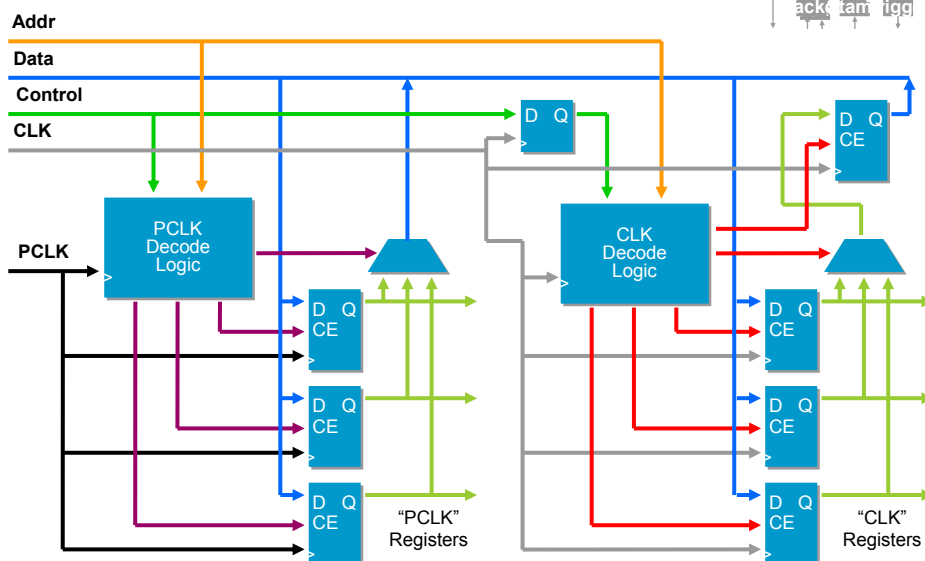 Addr
Data
Control
CLK
D Q
D Q
CE
PCLK
Decode
Logic
CLK
Decode
Logic
PCLK
D Q
CE
D Q
CE
D Q
CE
D Q
CE
D Q
CE
D Q
CE
“PCLK”
Registers
“CLK”
Registers